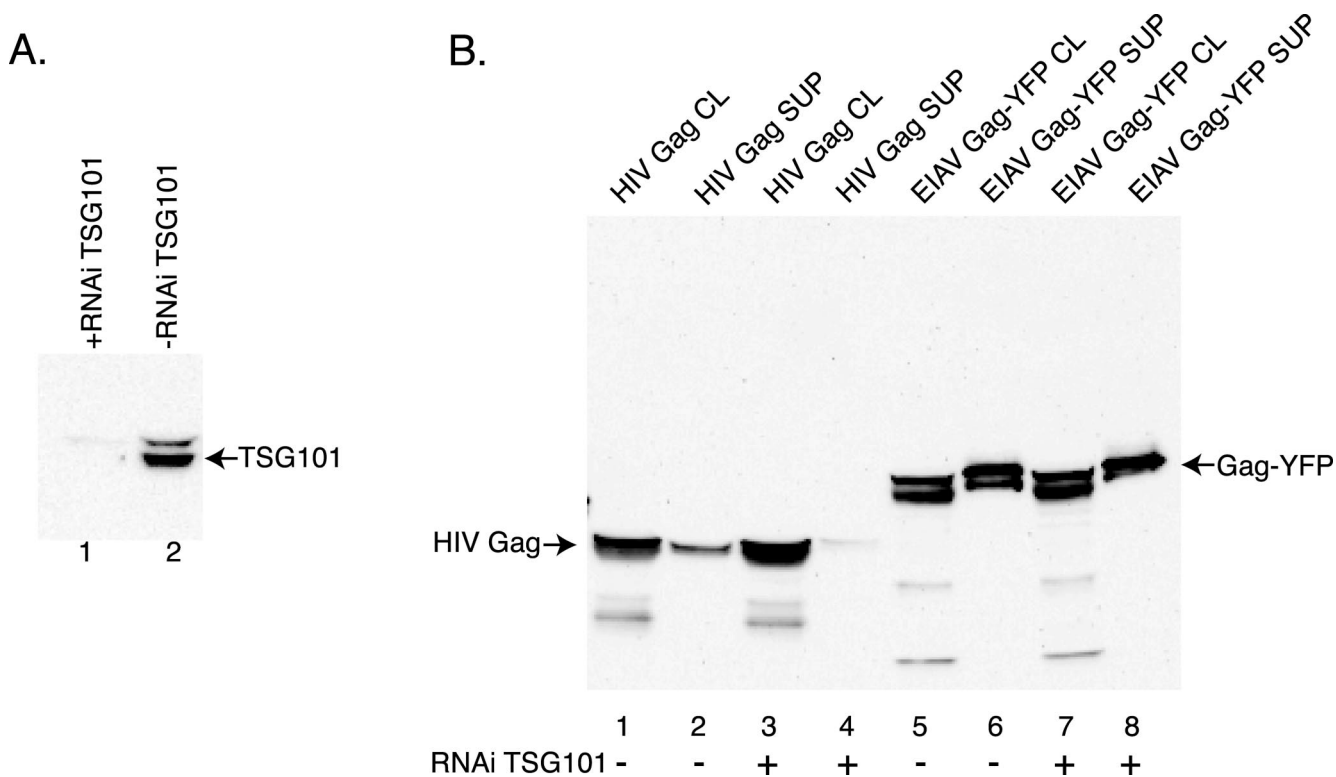 A.
+RNAi TSG101
-RNAi TSG101
←TSG101
1 2
B.
HIV Gag CL
HIV Gag SUP
HIV Gag CL
HIV Gag SUP
EIAV Gag-YFP CL
EIAV Gag-YFP SUP
EIAV Gag-YFP CL
EIAV Gag-YFP SUP
←Gag-YFP
HIV Gag→
1 2 3 4 5 6 7 8
RNAi TSG101 - - + + - - + +